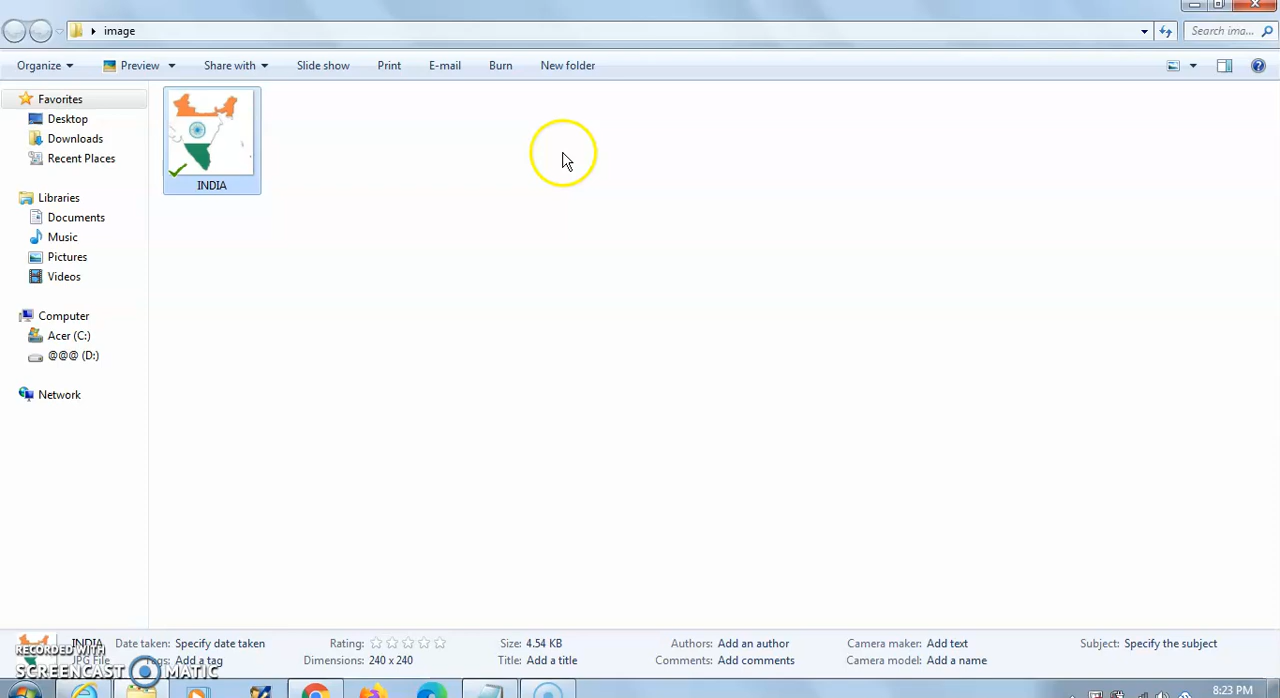 image
Search ima...
Organize Preview Share with Slide show Print E-mail Burn New folder
Favorites
Desktop
Downloads
Recent Places
INDIA
Libraries
Documents
Music
Pictures
Videos
Computer
Acer (C:)
@@@ (D:)
Network
INDIA Date taken: Specify date taken Rating: Size: 4.54 KB Authors: Add an author Camera maker: Add text Subject: Specify the subject
JPG File Tags: Add a tag Dimensions: 240 x 240 Title: Add a title Comments: Add comments Camera model: Add a name
RECORDED WITH
SCREENCAST MATIC
8:23 PM